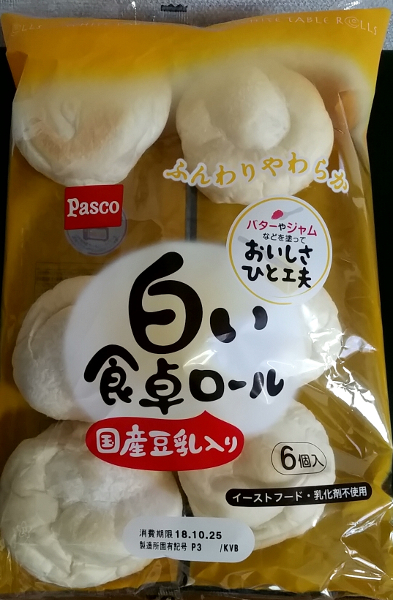 TABLE ROLLS
ふんわりやわらか
Pasco
バターやジャム
などを塗って
おいしさ
ひと工夫
白い
食卓ロール
国産豆乳入り
6個入
イーストフード・乳化剤不使用
消費期限 18.10.25
製造所固有記号 P3 /KVB